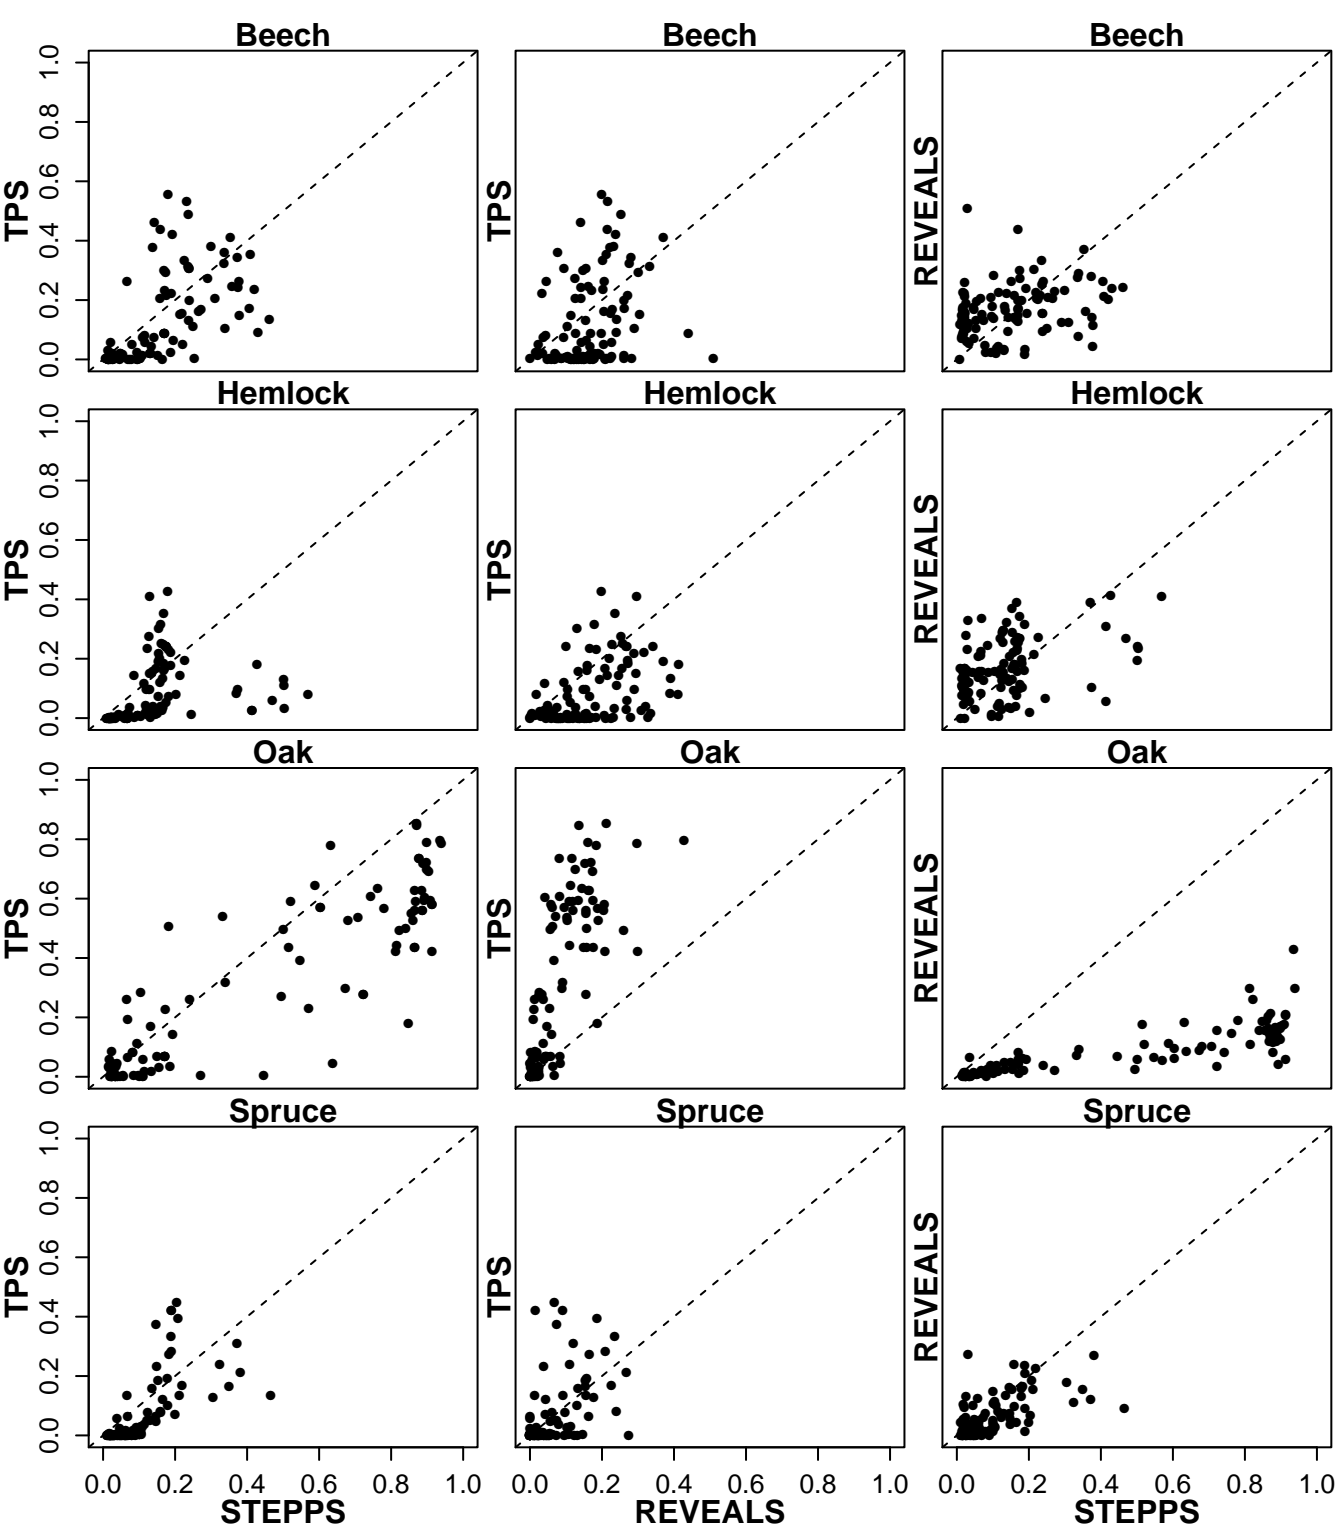 Beech Beech Beech
TPS 0.0 0.2 0.4 0.6 0.8 1.0 TPS REVEALS
Hemlock Hemlock Hemlock
TPS 0.0 0.2 0.4 0.6 0.8 1.0 TPS REVEALS
Oak Oak Oak
TPS 0.0 0.2 0.4 0.6 0.8 1.0 TPS REVEALS
Spruce Spruce Spruce
TPS 0.0 0.2 0.4 0.6 0.8 1.0 TPS REVEALS
0.0 0.2 0.4 0.6 0.8 1.0 0.0 0.2 0.4 0.6 0.8 1.0 0.0 0.2 0.4 0.6 0.8 1.0
STEPPS REVEALS STEPPS